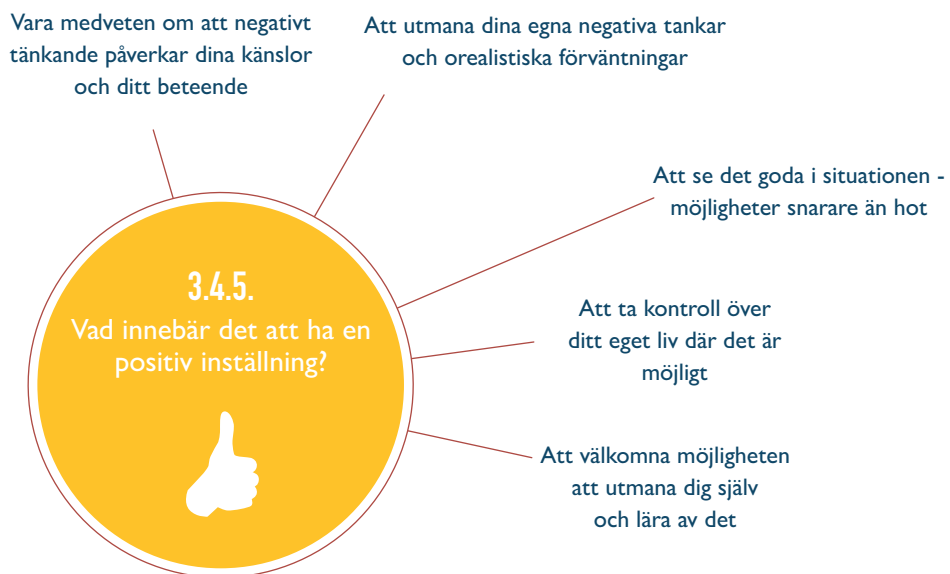 Vara medveten om att negativt
tänkande påverkar dina känslor
och ditt beteende
Att utmana dina egna negativa tankar
och orealistiska förväntningar
Att se det goda i situationen -
möjligheter snarare än hot
3.4.5.
Vad innebär det att ha en
positiv inställning?
Att ta kontroll över
ditt eget liv där det är
möjligt
Att välkomna möjligheten
att utmana dig själv
och lära av det